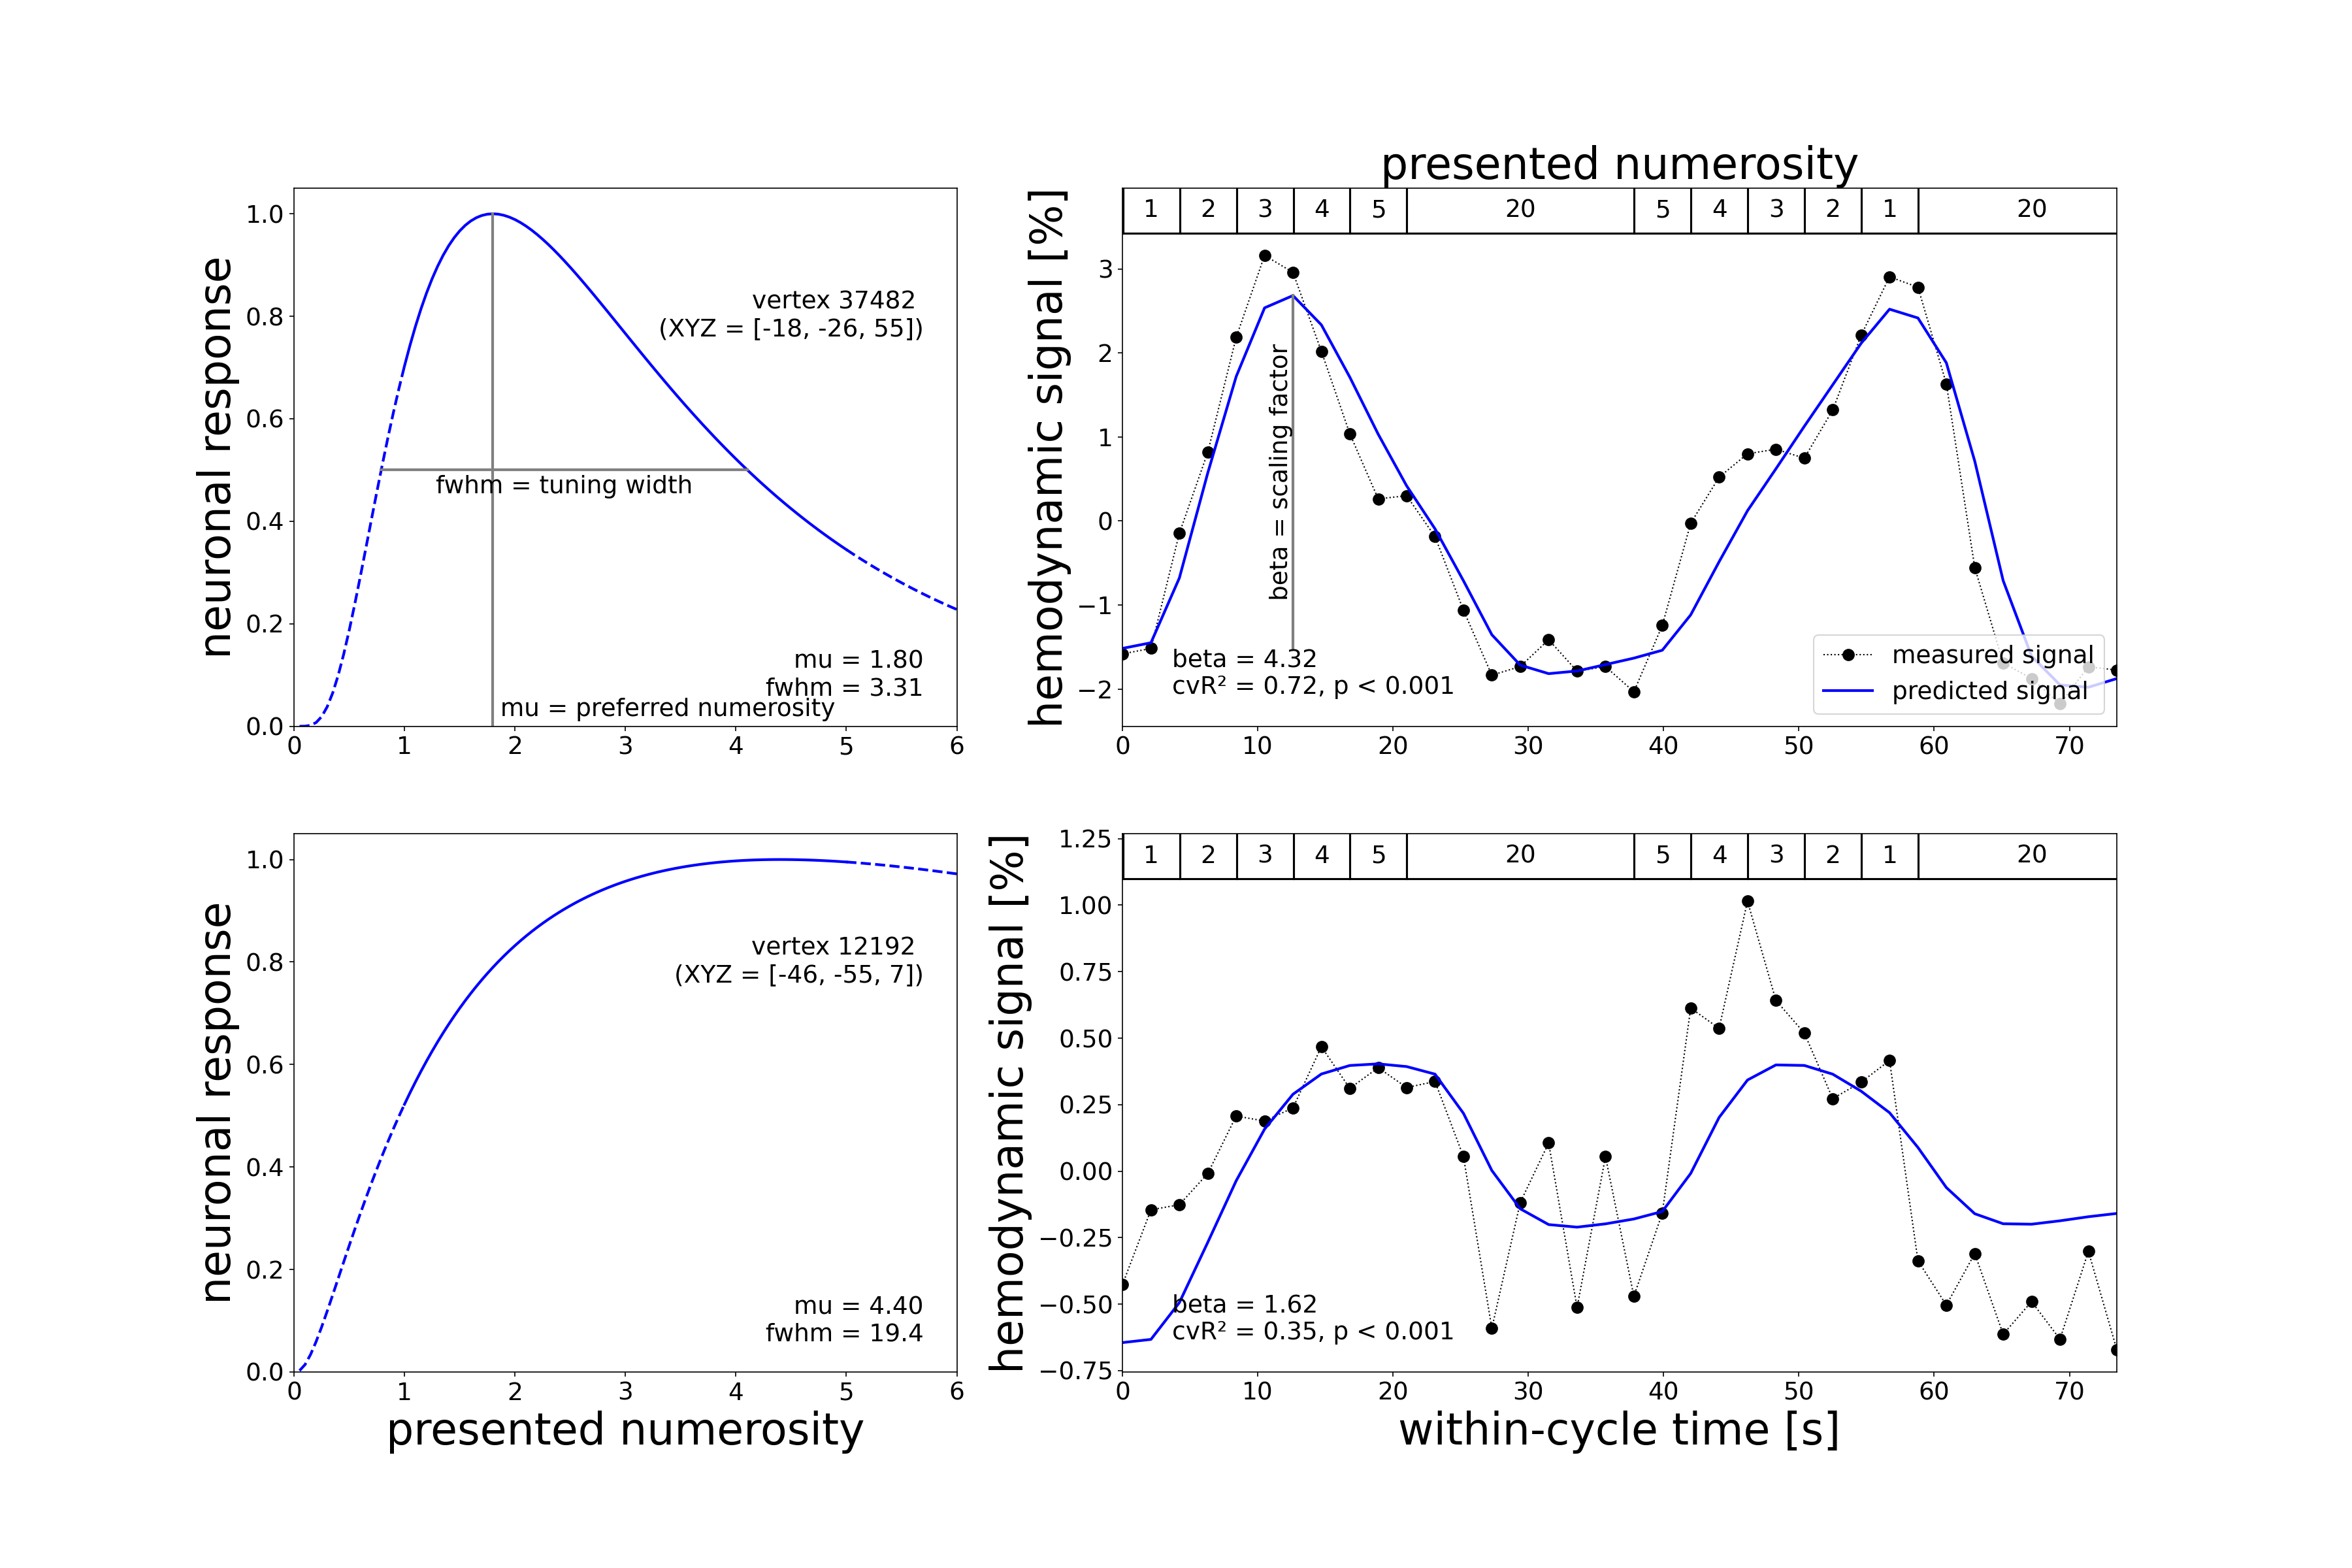 presented numerosity
neuronal response
1.0
0.8
0.6
0.4
0.2
0.0
vertex 37482
(XYZ = [-18, -26, 55])
fwhm = tuning width
mu = 1.80
fwhm = 3.31
mu = preferred numerosity
0 1 2 3 4 5 6
hemodynamic signal [%]
1 2 3 4 5 20 5 4 3 2 1 20
3
2
1
0
−1
−2
beta = scaling factor
beta = 4.32
cvR² = 0.72, p < 0.001
measured signal
predicted signal
0 10 20 30 40 50 60 70
neuronal response
1.0
0.8
0.6
0.4
0.2
0.0
vertex 12192
(XYZ = [-46, -55, 7])
mu = 4.40
fwhm = 19.4
0 1 2 3 4 5 6
presented numerosity
hemodynamic signal [%]
1 2 3 4 5 20 5 4 3 2 1 20
1.25
1.00
0.75
0.50
0.25
0.00
−0.25
−0.50
−0.75
beta = 1.62
cvR² = 0.35, p < 0.001
0 10 20 30 40 50 60 70
within-cycle time [s]